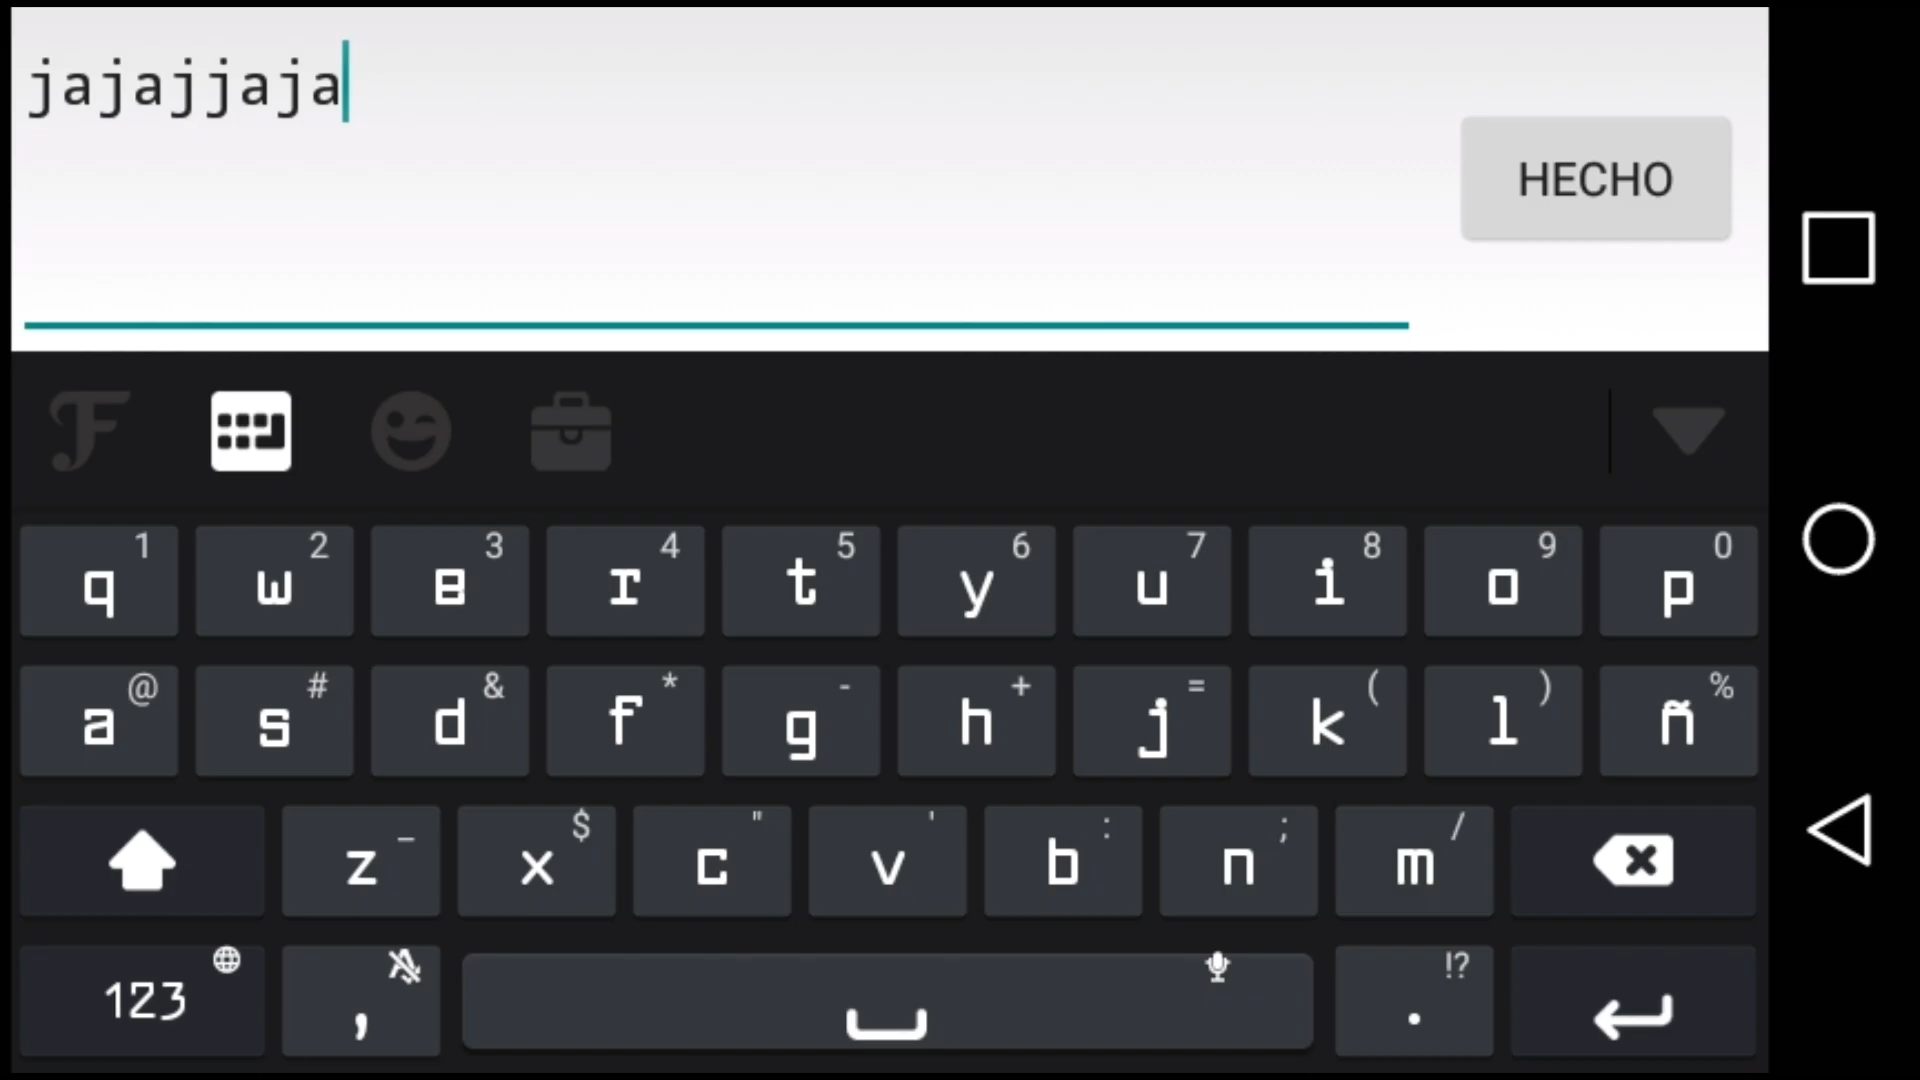 jajajjaja
HECHO
F
1 2 3 4 5 6 7 8 9 0
q w e r t y u i o p
@ # & * - + = ( ) %
a s d f g h j k l ñ
_ $ " ' : ; /
z x c v b n m
123 , . !?